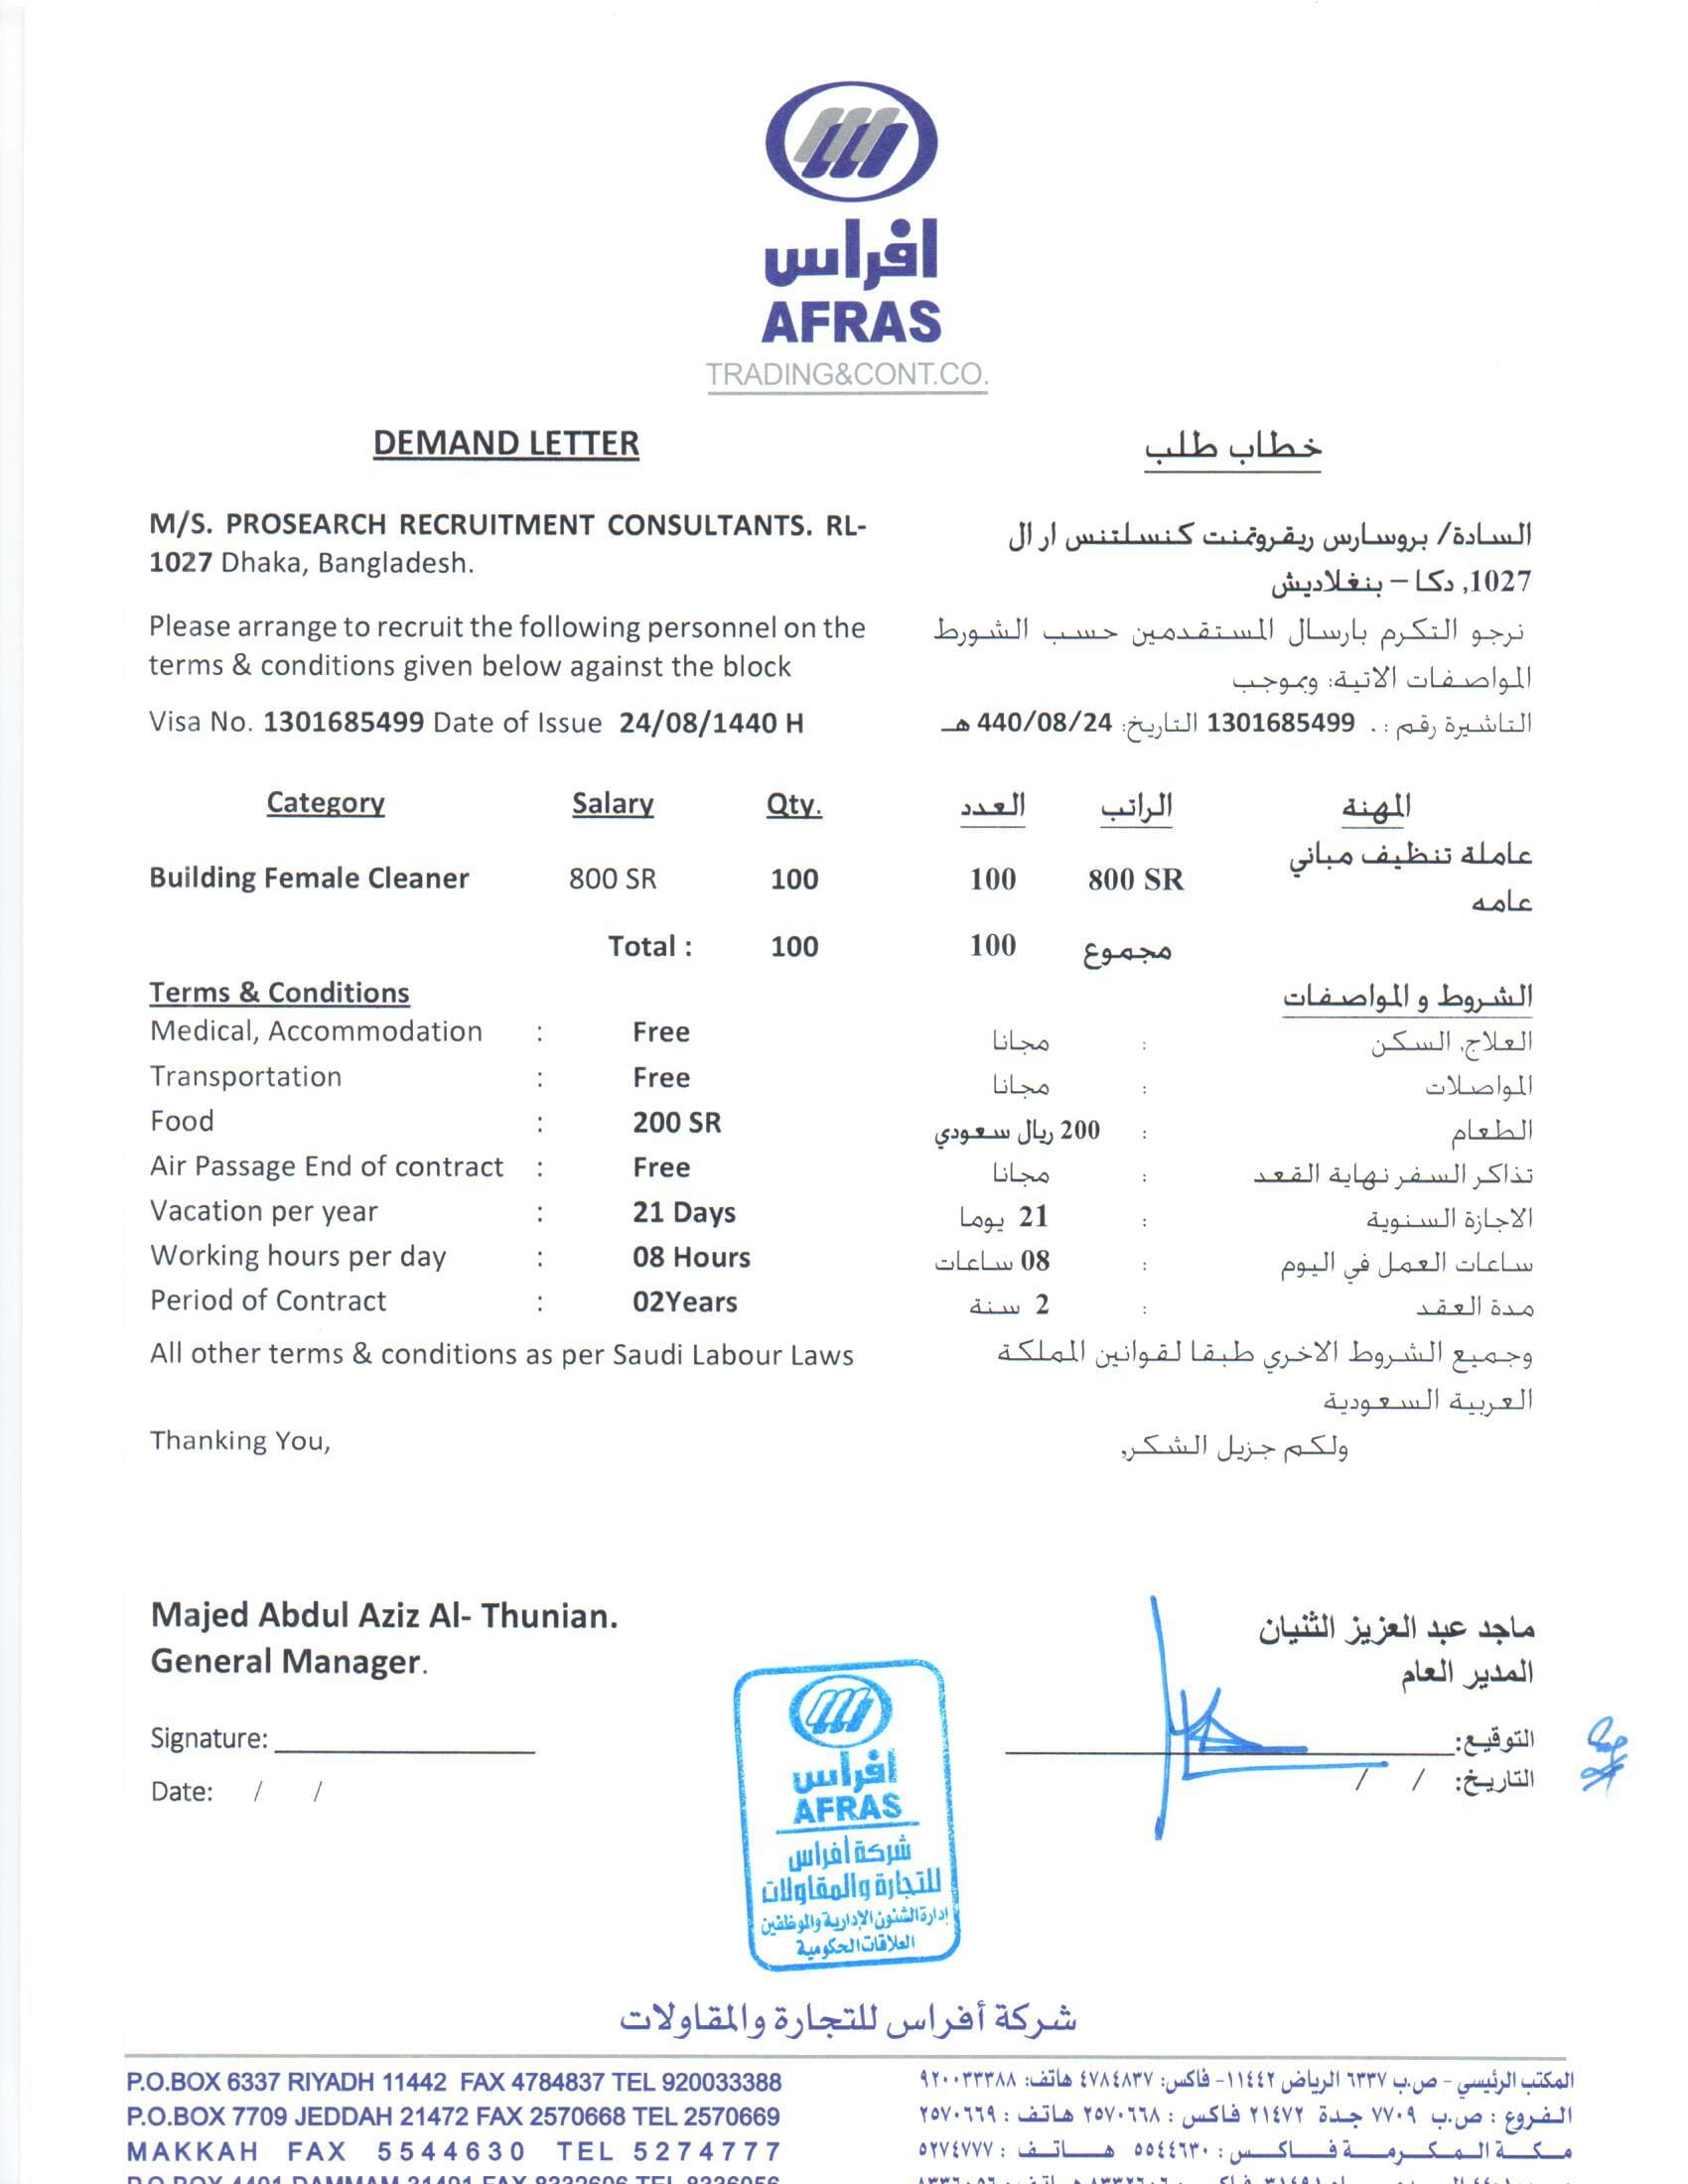 افراس
AFRAS
TRADING&CONT.CO.
DEMAND LETTER
خطاب طلب
M/S. PROSEARCH RECRUITMENT CONSULTANTS. RL-
1027 Dhaka, Bangladesh.
السادة/ بروسارس ريقروتمنت كنسلتنس ار ال
1027, دكا – بنغلاديش
Please arrange to recruit the following personnel on the
terms & conditions given below against the block
Visa No. 1301685499 Date of Issue 24/08/1440 H
نرجو التكرم بارسال المستقدمين حسب الشورط
المواصفات الاتية: وبموجب
التاشيرة رقم : . 1301685499 التاريخ: 440/08/24 هـ
Category Salary Qty.
العدد الراتب المهنة
Building Female Cleaner 800 SR 100
100 800 SR عاملة تنظيف مباني
عامه
Total : 100
100 مجموع
Terms & Conditions
Medical, Accommodation : Free
Transportation : Free
Food : 200 SR
Air Passage End of contract : Free
Vacation per year : 21 Days
Working hours per day : 08 Hours
Period of Contract : 02Years
All other terms & conditions as per Saudi Labour Laws
Thanking You,
الشروط و المواصفات
العلاج, السكن : مجانا
المواصلات : مجانا
الطعام : 200 ريال سعودي
تذاكر السفر نهاية القعد : مجانا
الاجازة السنوية : 21 يوما
ساعات العمل في اليوم : 08 ساعات
مدة العقد : 2 سنة
وجميع الشروط الاخري طبقا لقوانين الملكة
العربية السعودية
ولكم جزيل الشكر,
Majed Abdul Aziz Al- Thunian.
General Manager.
Signature:
Date: / /
ماجد عبد العزيز الثنيان
المدير العام
التوقيع:
التاريخ: / /
افراس
AFRAS
شركة أفراس
للتجارة والمقاولات
إدارة الشئون الإدارية والموظفين
العلاقات الحكومية
شركة أفراس للتجارة والمقاولات
P.O.BOX 6337 RIYADH 11442 FAX 4784837 TEL 920033388
P.O.BOX 7709 JEDDAH 21472 FAX 2570668 TEL 2570669
MAKKAH FAX 5544630 TEL 5274777
المكتب الرئيسي - ص.ب ٦٣٣٧ الرياض ١١٤٤٢- فاكس: ٤٧٨٤٨٣٧ هاتف: ٩٢٠٠٣٣٣٨٨
الفروع : ص.ب ٧٧٠٩ جدة ٢١٤٧٢ فاكس : ٢٥٧٠٦٦٨ هاتف : ٢٥٧٠٦٦٩
مكة المكرمة فاكس : ٥٥٤٤٦٣٠ هاتف : ٥٢٧٤٧٧٧